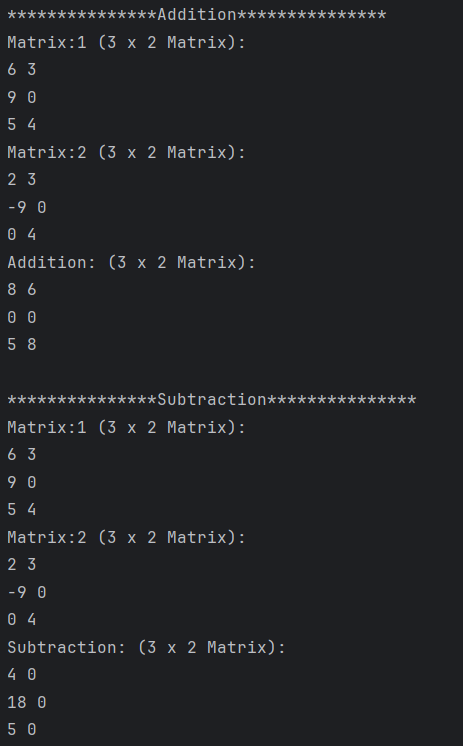 ***************Addition***************
Matrix:1 (3 x 2 Matrix):
6 3
9 0
5 4
Matrix:2 (3 x 2 Matrix):
2 3
-9 0
0 4
Addition: (3 x 2 Matrix):
8 6
0 0
5 8
***************Subtraction***************
Matrix:1 (3 x 2 Matrix):
6 3
9 0
5 4
Matrix:2 (3 x 2 Matrix):
2 3
-9 0
0 4
Subtraction: (3 x 2 Matrix):
4 0
18 0
5 0